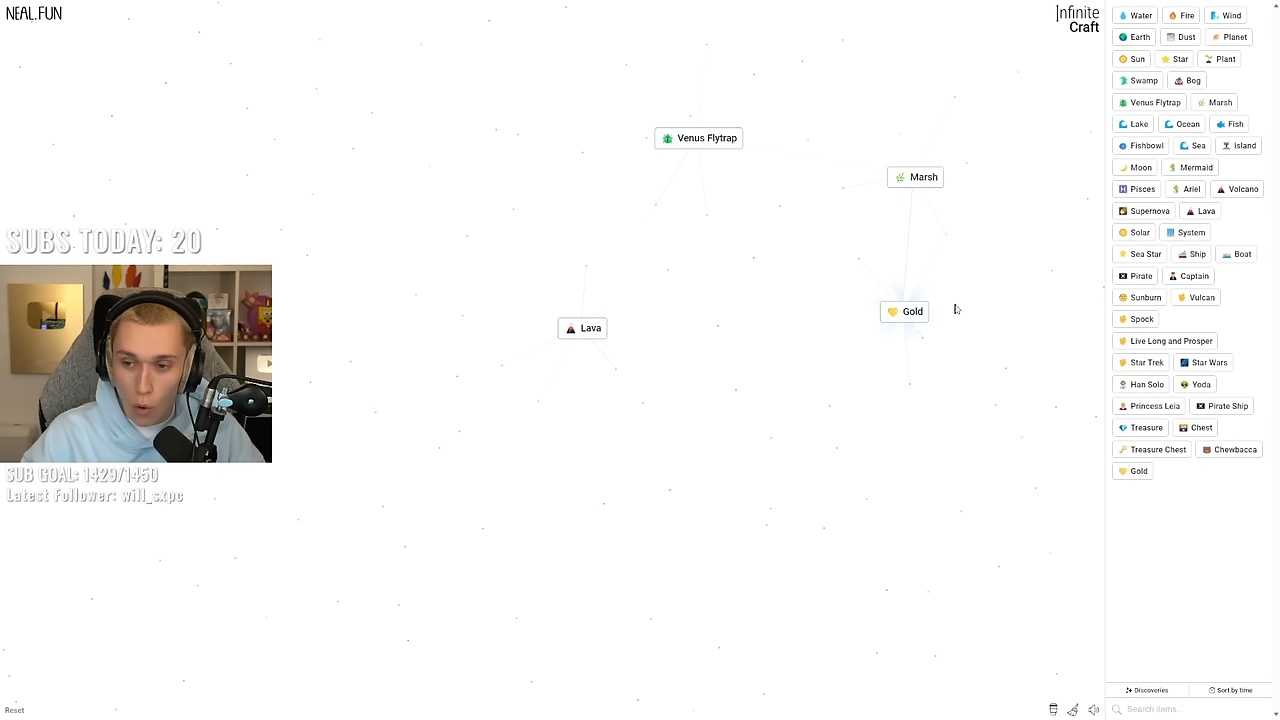 NEAL.FUN
Infinite
Craft
Venus Flytrap
Marsh
Lava
Gold
SUBS TODAY: 20
SUB GOAL: 1429/1450
Latest Follower: will_sxpc
Reset
Water Fire Wind
Earth Dust Planet
Sun Star Plant
Swamp Bog
Venus Flytrap Marsh
Lake Ocean Fish
Fishbowl Sea Island
Moon Mermaid
Pisces Ariel Volcano
Supernova Lava
Solar System
Sea Star Ship Boat
Pirate Captain
Sunburn Vulcan
Spock
Live Long and Prosper
Star Trek Star Wars
Han Solo Yoda
Princess Leia Pirate Ship
Treasure Chest
Treasure Chest Chewbacca
Gold
Discoveries Sort by time
Search items...